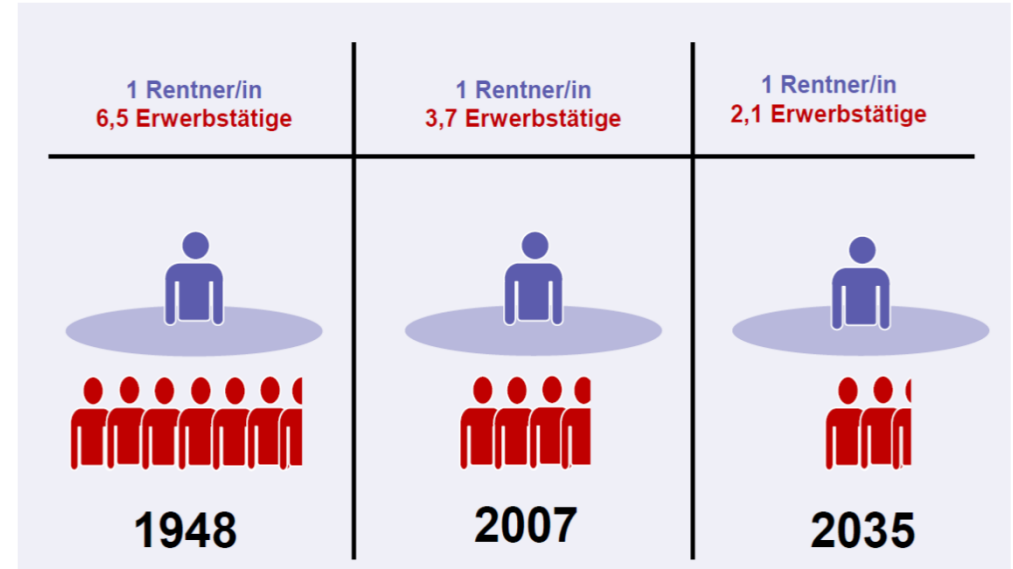 1 Rentner/in
6,5 Erwerbstätige
1 Rentner/in
3,7 Erwerbstätige
1 Rentner/in
2,1 Erwerbstätige
1948
2007
2035